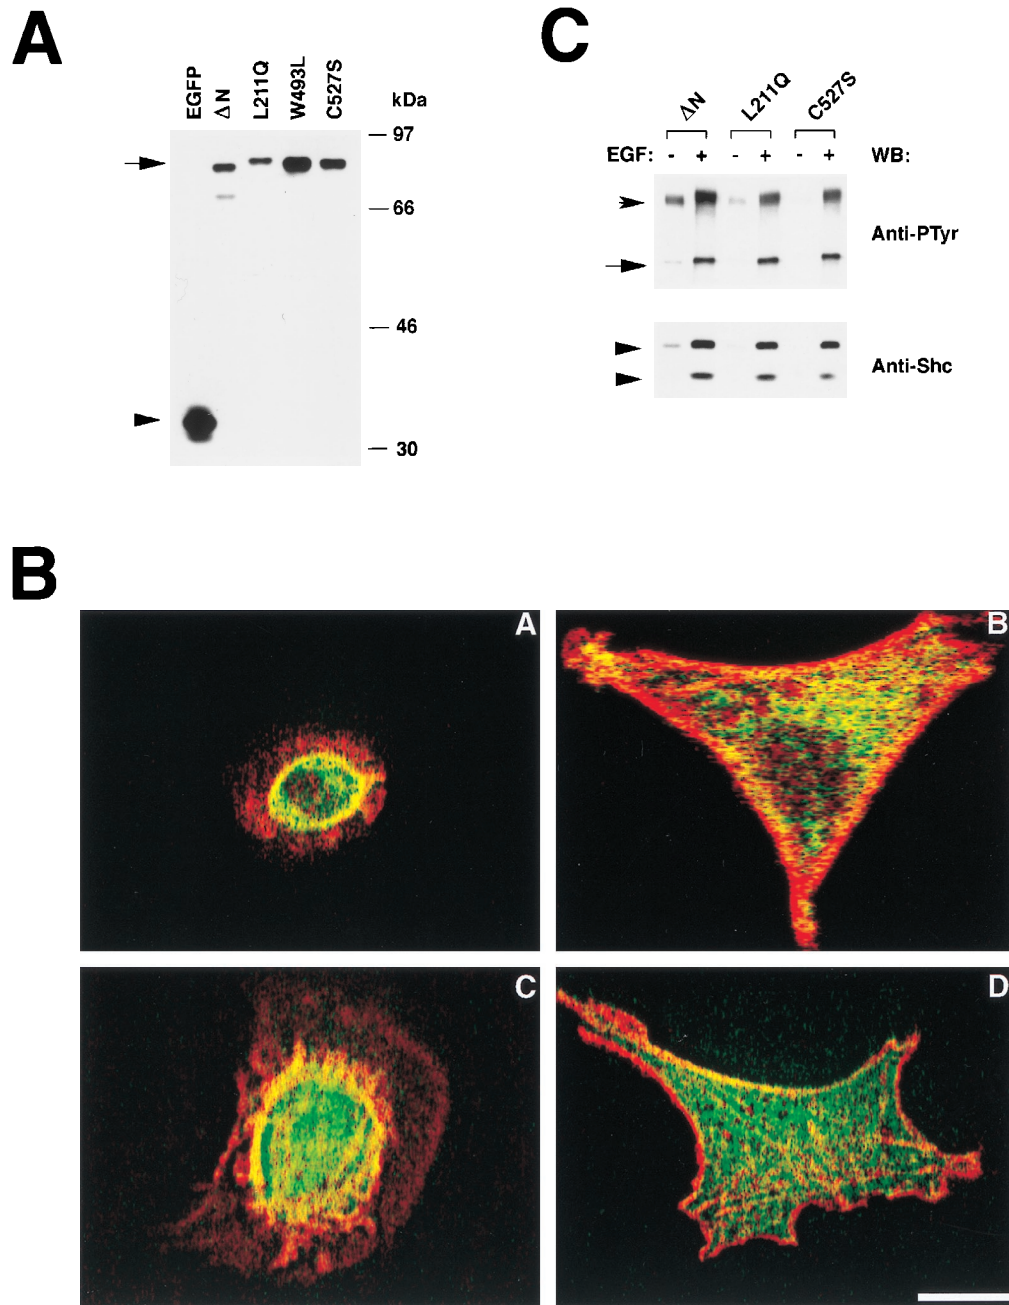 A
EGFP
ΔN
L211Q
W493L
C527S
kDa
97
66
46
30
C
ΔN
L211Q
C527S
EGF: - + - + - + WB:
Anti-PTyr
Anti-Shc
B
A
B
C
D